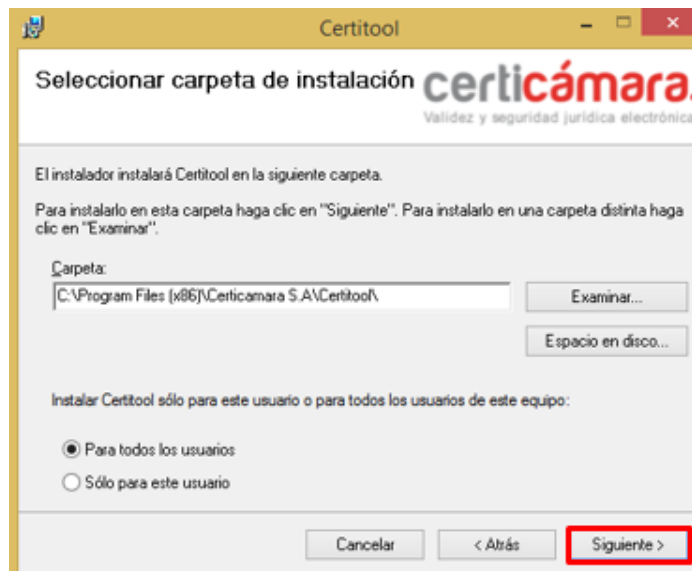 Certitool
Seleccionar carpeta de instalación
certicámara.
Validez y seguridad jurídica electrónica
El instalador instalará Certitool en la siguiente carpeta.
Para instalarlo en esta carpeta haga clic en "Siguiente". Para instalarlo en una carpeta distinta haga
clic en "Examinar".
Carpeta:
C:\Program Files (x86)\Certicamara S.A\Certitool\
Examinar...
Espacio en disco...
Instalar Certitool sólo para este usuario o para todos los usuarios de este equipo:
Para todos los usuarios
Sólo para este usuario
Cancelar
< Atrás
Siguiente >